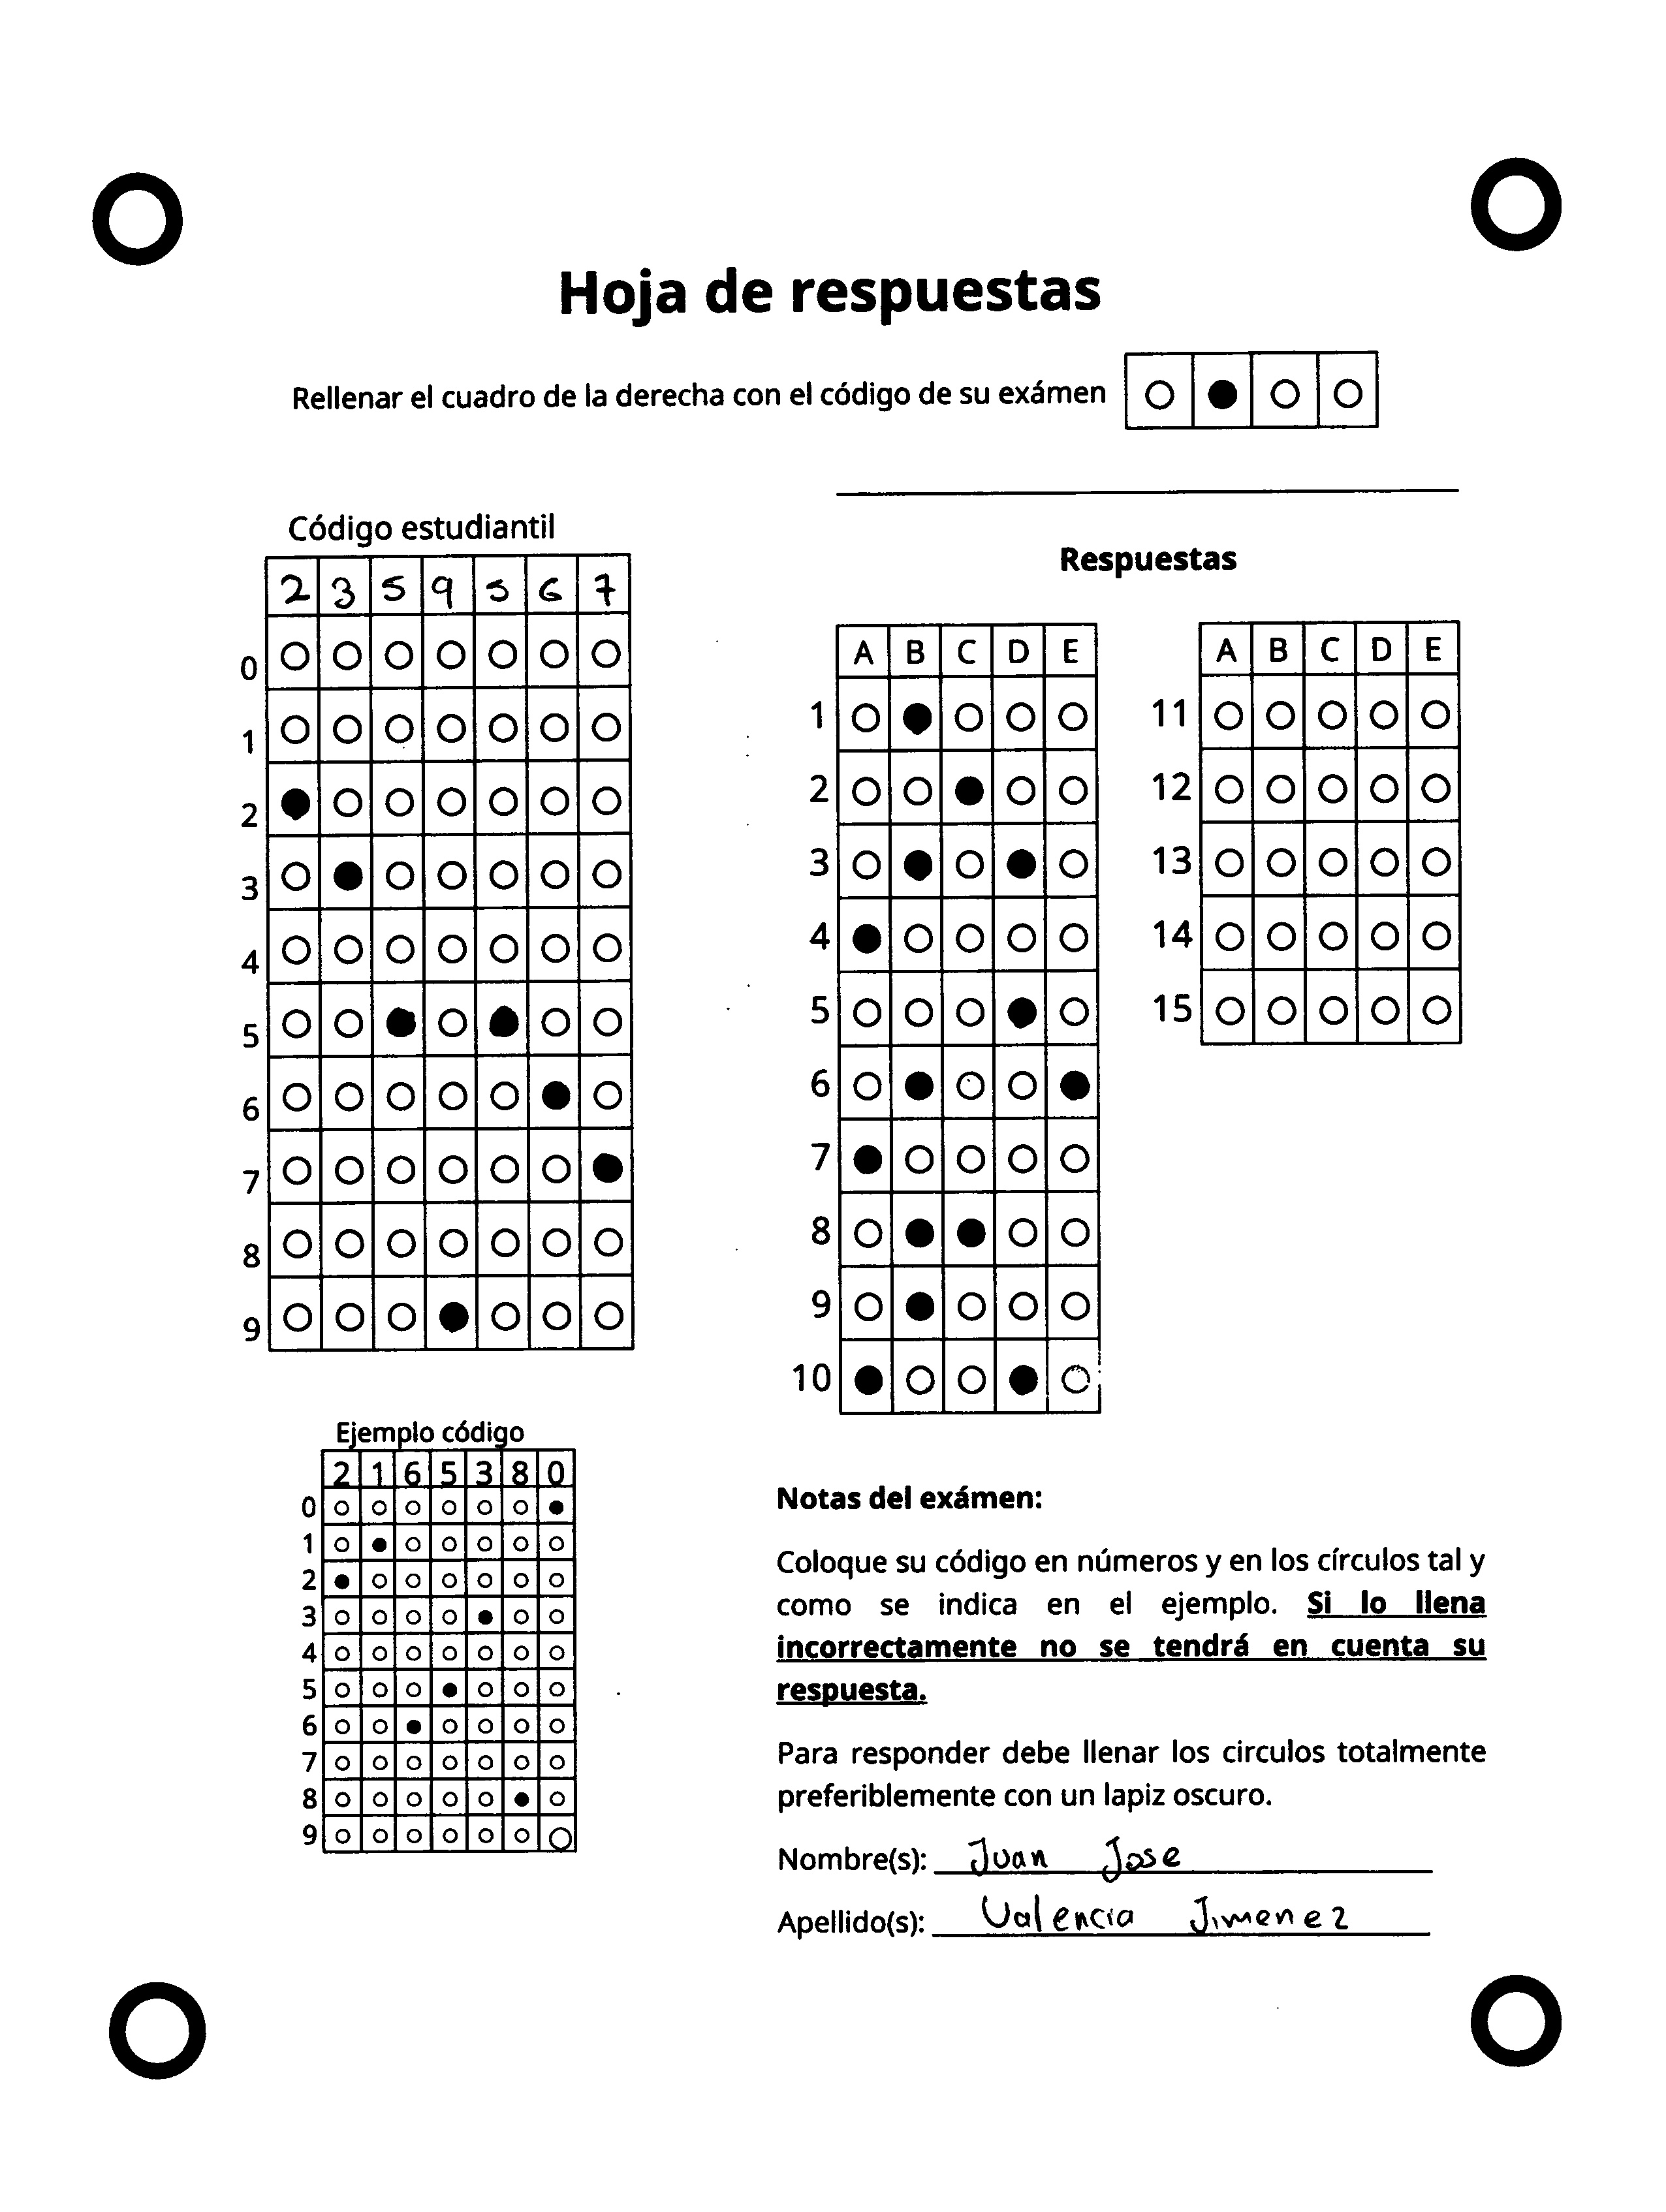 Hoja de respuestas
Rellenar el cuadro de la derecha con el código de su exámen
Código estudiantil
2 3 5 9 5 6 7
0
1
2
3
4
5
6
7
8
9
Respuestas
A B C D E
1
2
3
4
5
6
7
8
9
10
A B C D E
11
12
13
14
15
Ejemplo código
2 1 6 5 3 8 0
0
1
2
3
4
5
6
7
8
9
Notas del exámen:
Coloque su código en números y en los círculos tal y
como se indica en el ejemplo. Si lo llena
incorrectamente no se tendrá en cuenta su
respuesta.
Para responder debe llenar los circulos totalmente
preferiblemente con un lapiz oscuro.
Nombre(s): Juan Jose
Apellido(s): Valencia Jimenez